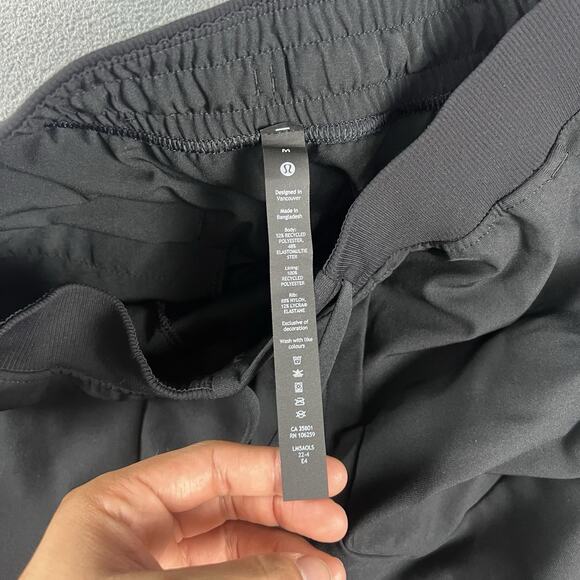 Designed in
Vancouver
Made in
Bangladesh
Body:
52% RECYCLED
POLYESTER,
48%
ELASTOMULTIE
STER
Lining:
100%
RECYCLED
POLYESTER
Rib:
88% NYLON,
12% LYCRA®
ELASTANE
Exclusive of
decoration
Wash with like
colours
CA 35801
RN 106259
LM5AOLS
22-4
E4